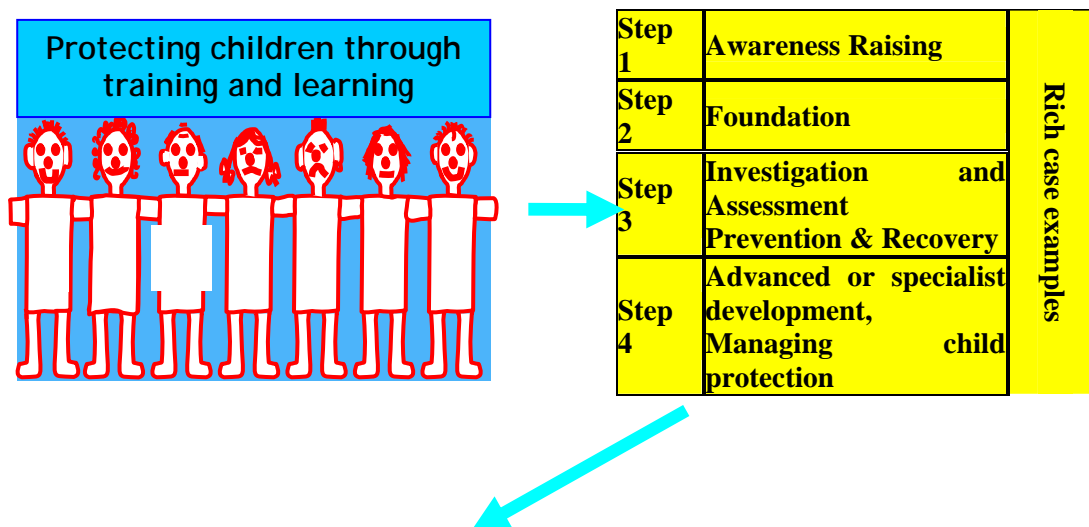 Protecting children through
training and learning
Step
1
Awareness Raising
Step
2
Foundation
Step
3
Investigation and
Assessment
Prevention & Recovery
Step
4
Advanced or specialist
development,
Managing child
protection
Rich case examples